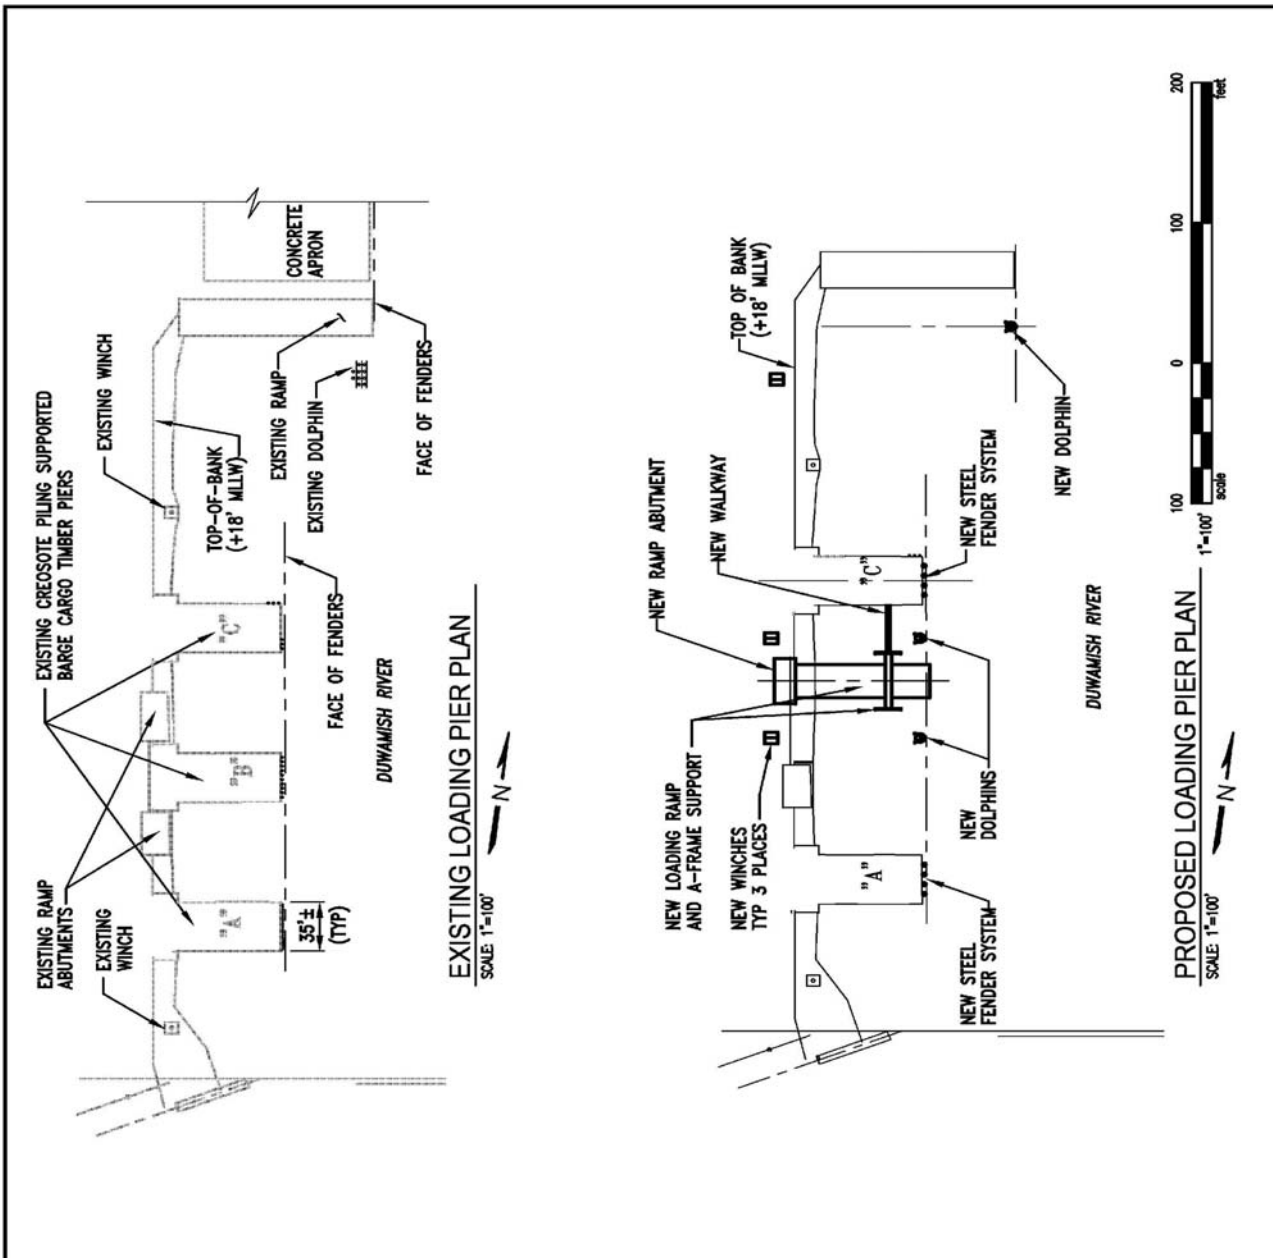 EXISTING RAMP
ABUTMENTS
EXISTING
WINCH
EXISTING CREOSOTE PILING SUPPORTED
BARGE CARGO TIMBER PIERS
EXISTING WINCH
TOP-OF-BANK
(+18' MLLW)
EXISTING RAMP
EXISTING DOLPHIN
CONCRETE
APRON
"A"
"B"
"C"
35'±
(TYP)
FACE OF FENDERS
FACE OF FENDERS
DUWAMISH RIVER
EXISTING LOADING PIER PLAN
SCALE: 1"=100'
N
NEW LOADING RAMP
AND A-FRAME SUPPORT
NEW WINCHES
TYP 3 PLACES
NEW RAMP ABUTMENT
NEW WALKWAY
TOP OF BANK
(+18' MLLW)
"A"
"C"
NEW STEEL
FENDER SYSTEM
NEW
DOLPHINS
NEW STEEL
FENDER SYSTEM
NEW DOLPHIN
DUWAMISH RIVER
PROPOSED LOADING PIER PLAN
SCALE: 1"=100'
N
100 0 100 200
1"=100' scale feet